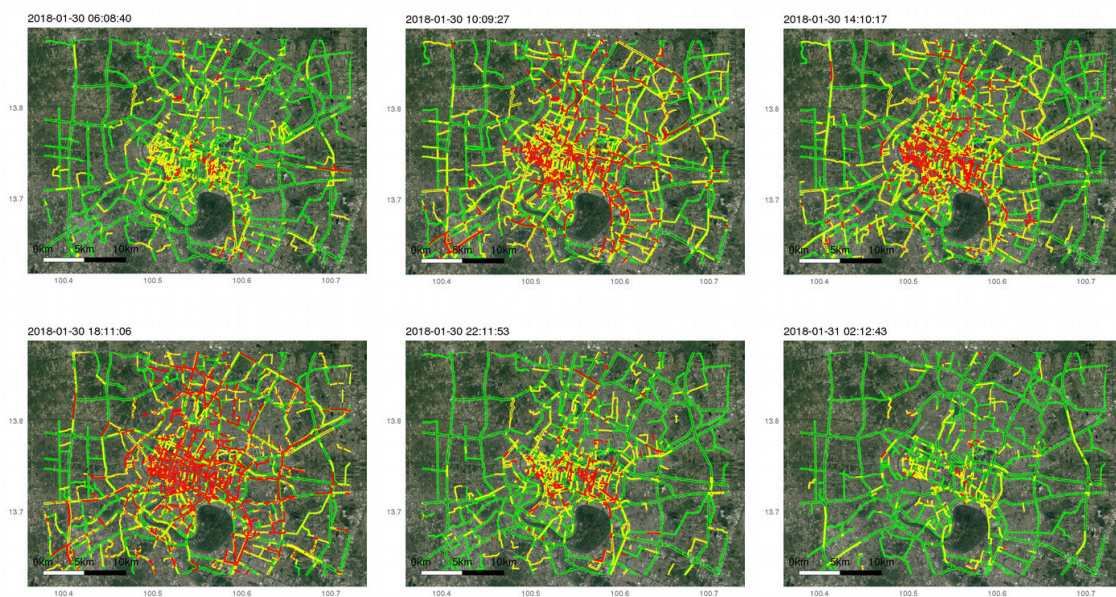 2018-01-30 06:08:40
2018-01-30 10:09:27
2018-01-30 14:10:17
13.8
13.8
13.8
13.7
13.7
13.7
0km 5km 10km
0km 5km 10km
0km 5km 10km
100.4 100.5 100.6 100.7
100.4 100.5 100.6 100.7
100.4 100.5 100.6 100.7
2018-01-30 18:11:06
2018-01-30 22:11:53
2018-01-31 02:12:43
13.8
13.8
13.8
13.7
13.7
13.7
0km 5km 10km
0km 5km 10km
0km 5km 10km
100.4 100.5 100.6 100.7
100.4 100.5 100.6 100.7
100.4 100.5 100.6 100.7